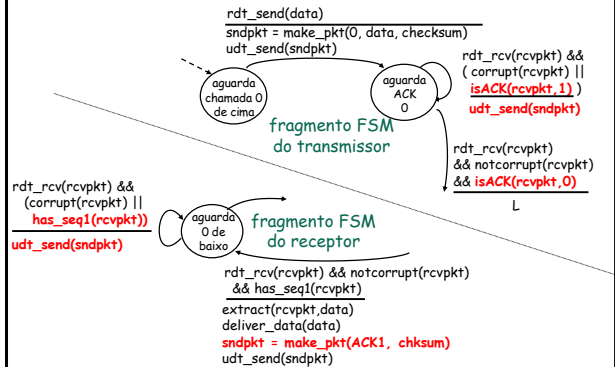 rdt_send(data)
sndpkt = make_pkt(0, data, checksum)
udt_send(sndpkt)
aguarda
chamada 0
de cima
aguarda
ACK
0
rdt_rcv(rcvpkt) &&
( corrupt(rcvpkt) ||
isACK(rcvpkt,1) )
udt_send(sndpkt)
fragmento FSM
do transmissor
rdt_rcv(rcvpkt)
&& notcorrupt(rcvpkt)
&& isACK(rcvpkt,0)
L
rdt_rcv(rcvpkt) &&
(corrupt(rcvpkt) ||
has_seq1(rcvpkt))
udt_send(sndpkt)
aguarda
0 de
baixo
fragmento FSM
do receptor
rdt_rcv(rcvpkt) && notcorrupt(rcvpkt)
&& has_seq1(rcvpkt)
extract(rcvpkt,data)
deliver_data(data)
sndpkt = make_pkt(ACK1, chksum)
udt_send(sndpkt)